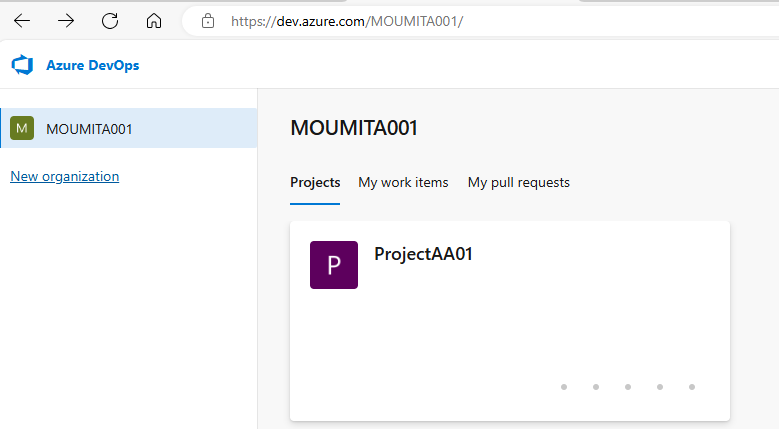 https://dev.azure.com/MOUMITA001/
Azure DevOps
M MOUMITA001
New organization
MOUMITA001
Projects My work items My pull requests
P ProjectAA01